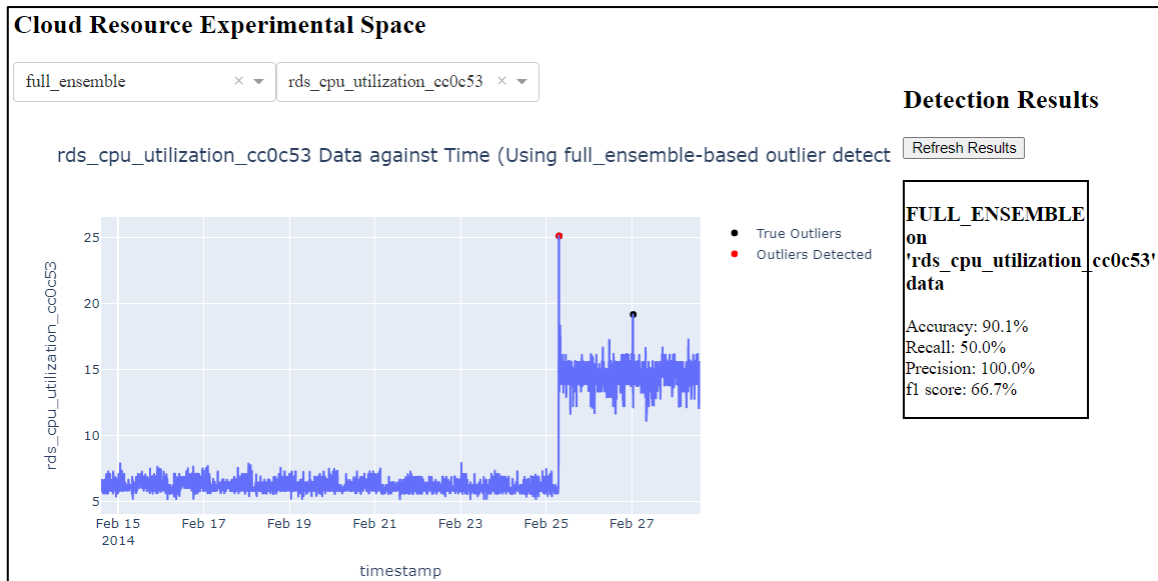 Cloud Resource Experimental Space
full_ensemble × rds_cpu_utilization_cc0c53 ×
Detection Results
Refresh Results
rds_cpu_utilization_cc0c53 Data against Time (Using full_ensemble-based outlier detect
True Outliers
Outliers Detected
rds_cpu_utilization_cc0c53
25
20
15
10
5
Feb 15 Feb 17 Feb 19 Feb 21 Feb 23 Feb 25 Feb 27
2014
timestamp
FULL_ENSEMBLE
on
'rds_cpu_utilization_cc0c53'
data
Accuracy: 90.1%
Recall: 50.0%
Precision: 100.0%
f1 score: 66.7%